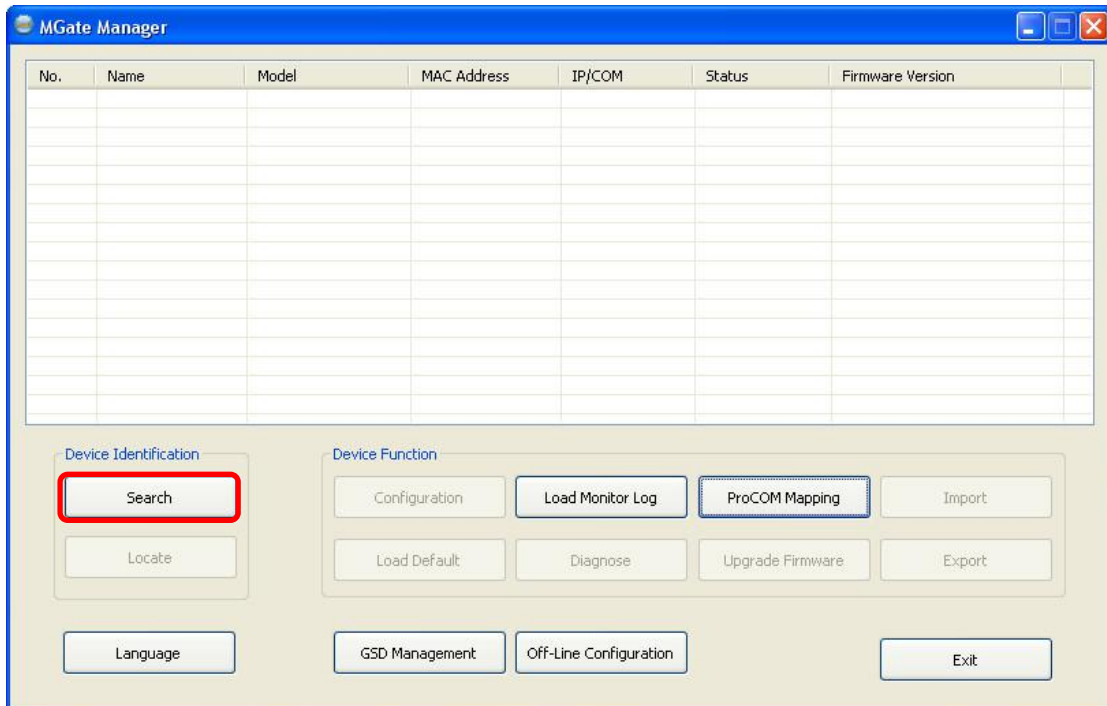 MGate Manager
No. Name Model MAC Address IP/COM Status Firmware Version
Device Identification
Search
Locate
Device Function
Configuration Load Monitor Log ProCOM Mapping Import
Load Default Diagnose Upgrade Firmware Export
Language GSD Management Off-Line Configuration Exit